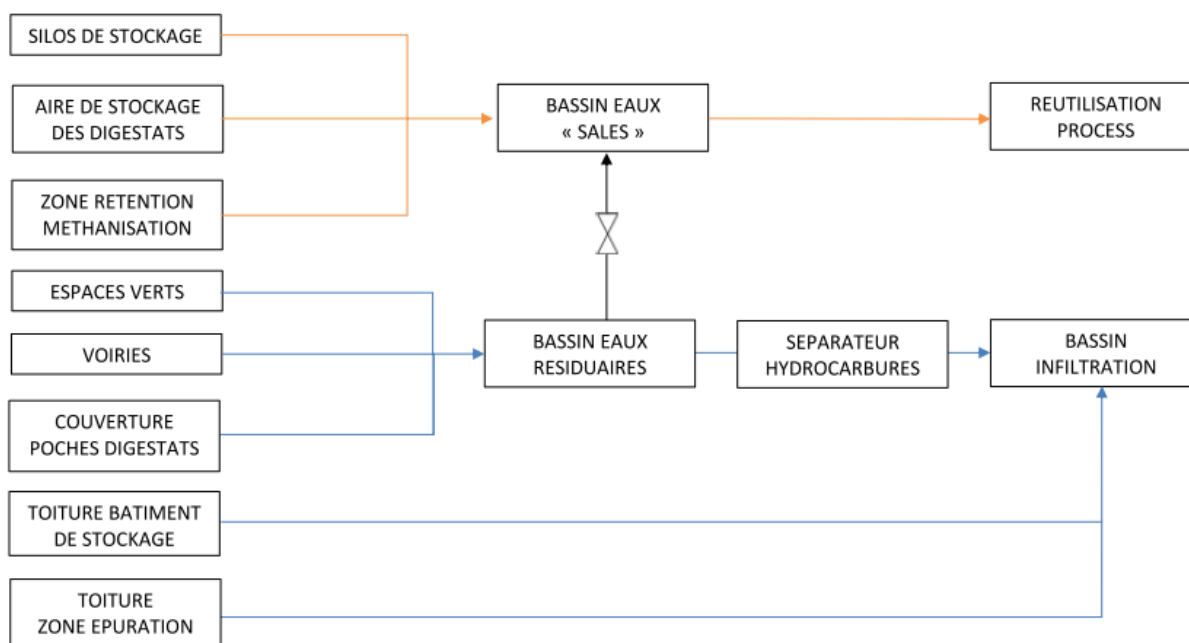 SILOS DE STOCKAGE
AIRE DE STOCKAGE
DES DIGESTATS
BASSIN EAUX
« SALES »
REUTILISATION
PROCESS
ZONE RETENTION
METHANISATION
ESPACES VERTS
VOIRIES
BASSIN EAUX
RESIDUAIRES
SEPARATEUR
HYDROCARBURES
BASSIN
INFILTRATION
COUVERTURE
POCHES DIGESTATS
TOITURE BATIMENT
DE STOCKAGE
TOITURE
ZONE EPURATION